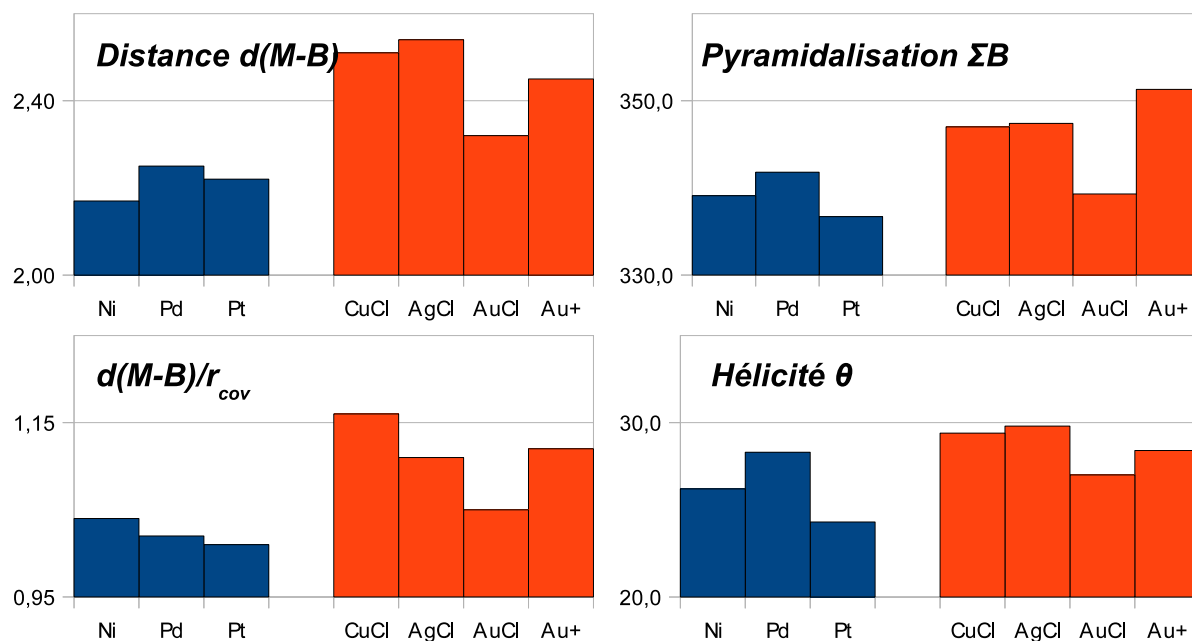 Distance d(M-B)
2,40
2,00
Ni Pd Pt CuCl AgCl AuCl Au+
Pyramidalisation ΣB
350,0
330,0
Ni Pd Pt CuCl AgCl AuCl Au+
d(M-B)/rcov
1,15
0,95
Ni Pd Pt CuCl AgCl AuCl Au+
Hélicité θ
30,0
20,0
Ni Pd Pt CuCl AgCl AuCl Au+